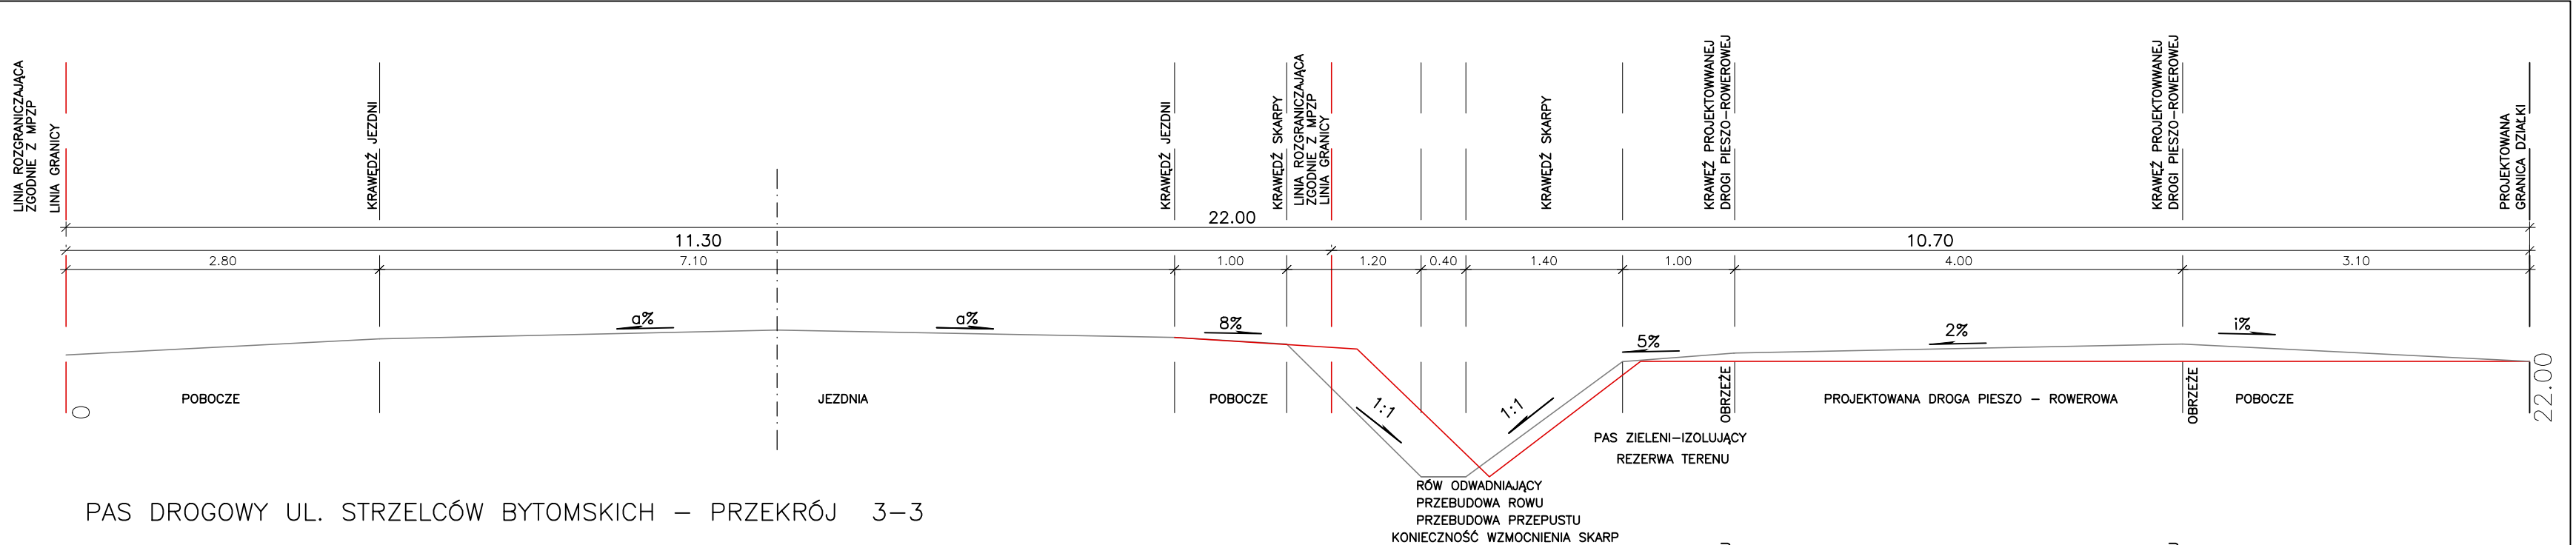 LINIA ROZGRANICZAJĄCA
ZGODNIE Z MPZP
LINIA GRANICY
KRAWĘDŹ JEZDNI
KRAWĘDŹ JEZDNI
KRAWĘDŹ SKARPY
LINIA ROZGRANICZAJĄCA
ZGODNIE Z MPZP
LINIA GRANICY
KRAWĘDŹ SKARPY
KRAWĘŹ PROJEKTOWWANEJ
DROGI PIESZO-ROWEROWEJ
KRAWĘŹ PROJEKTOWWANEJ
DROGI PIESZO-ROWEROWEJ
PROJEKTOWANA
GRANICA DZIAŁKI
22.00
11.30
10.70
2.80
7.10
1.00
1.20
0.40
1.40
1.00
4.00
3.10
a%
a%
8%
5%
2%
i%
1:1
1:1
0
POBOCZE
JEZDNIA
POBOCZE
OBRZEŻE
PROJEKTOWANA DROGA PIESZO - ROWEROWA
OBRZEŻE
POBOCZE
22.00
PAS ZIELENI-IZOLUJĄCY
REZERWA TERENU
RÓW ODWADNIAJĄCY
PRZEBUDOWA ROWU
PRZEBUDOWA PRZEPUSTU
KONIECZNOŚĆ WZMOCNIENIA SKARP
PAS DROGOWY UL. STRZELCÓW BYTOMSKICH - PRZEKRÓJ 3-3